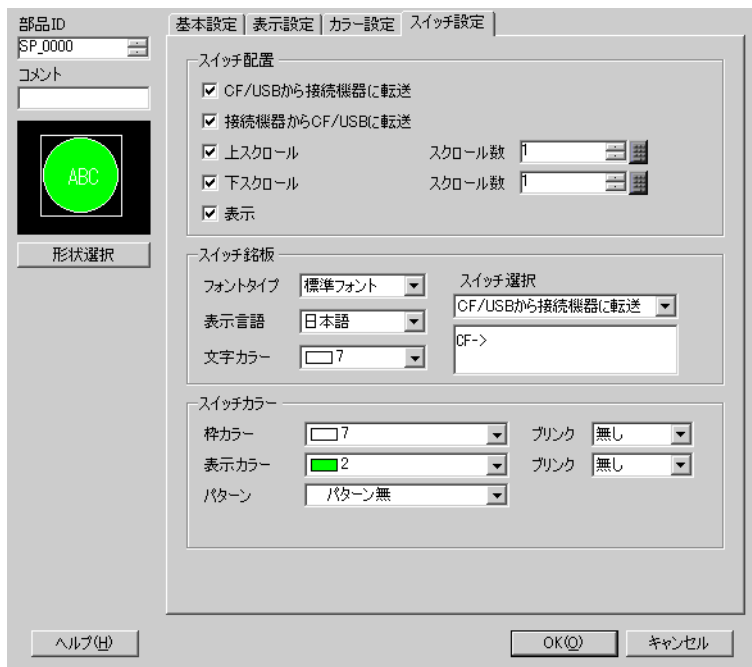 部品ID
SP_0000
コメント
ABC
形状選択
基本設定 表示設定 カラー設定 スイッチ設定
スイッチ配置
CF/USBから接続機器に転送
接続機器からCF/USBに転送
上スクロール スクロール数 1
下スクロール スクロール数 1
表示
スイッチ銘板
フォントタイプ 標準フォント スイッチ選択
CF/USBから接続機器に転送
表示言語 日本語
CF->
文字カラー 7
スイッチカラー
枠カラー 7 ブリンク 無し
表示カラー 2 ブリンク 無し
パターン パターン無
ヘルプ(H) OK(O) キャンセル